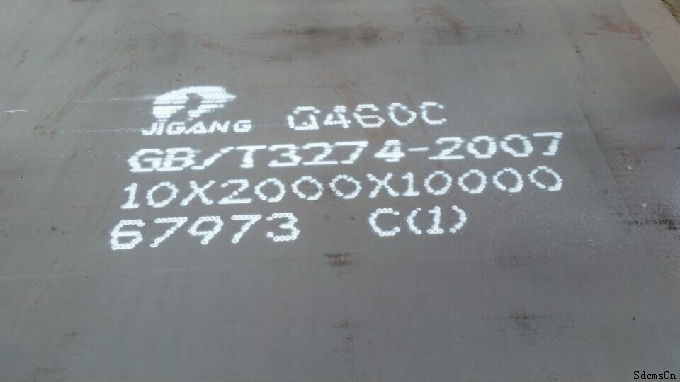 JIGANG Q460C
GB/T3274-2007
10X2000X10000
67973 C(1)
SdcmsCn